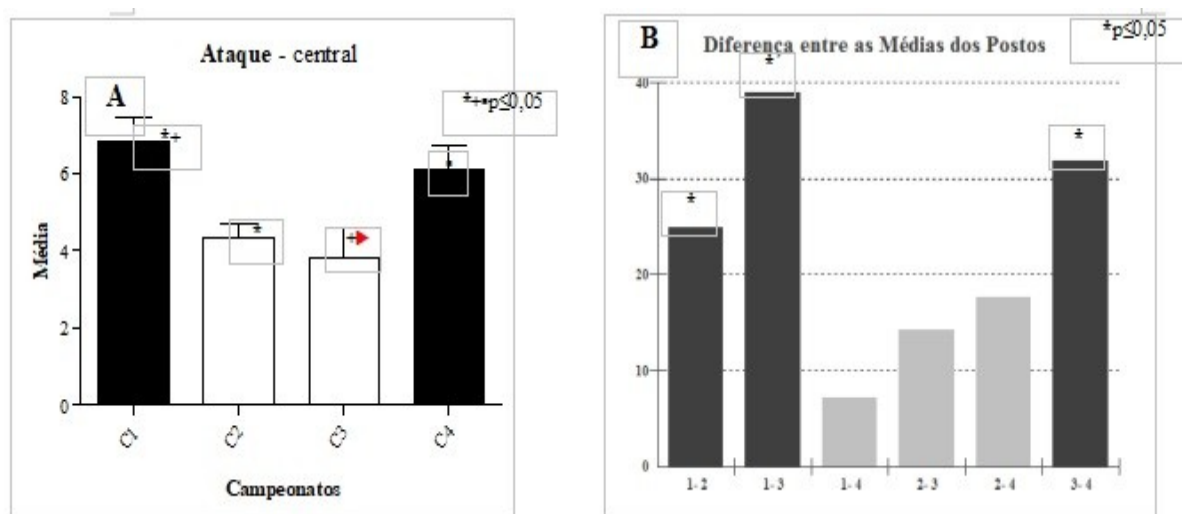 Ataque - central
A
*+▪p≤0,05
8
6
4
2
0
*+
*
+
▪
Média
C1 C2 C3 C4
Campeonatos
B
Diferença entre as Médias dos Postos
*p≤0,05
40
30
20
10
0
*
*
*
1- 2 1- 3 1- 4 2- 3 2- 4 3- 4